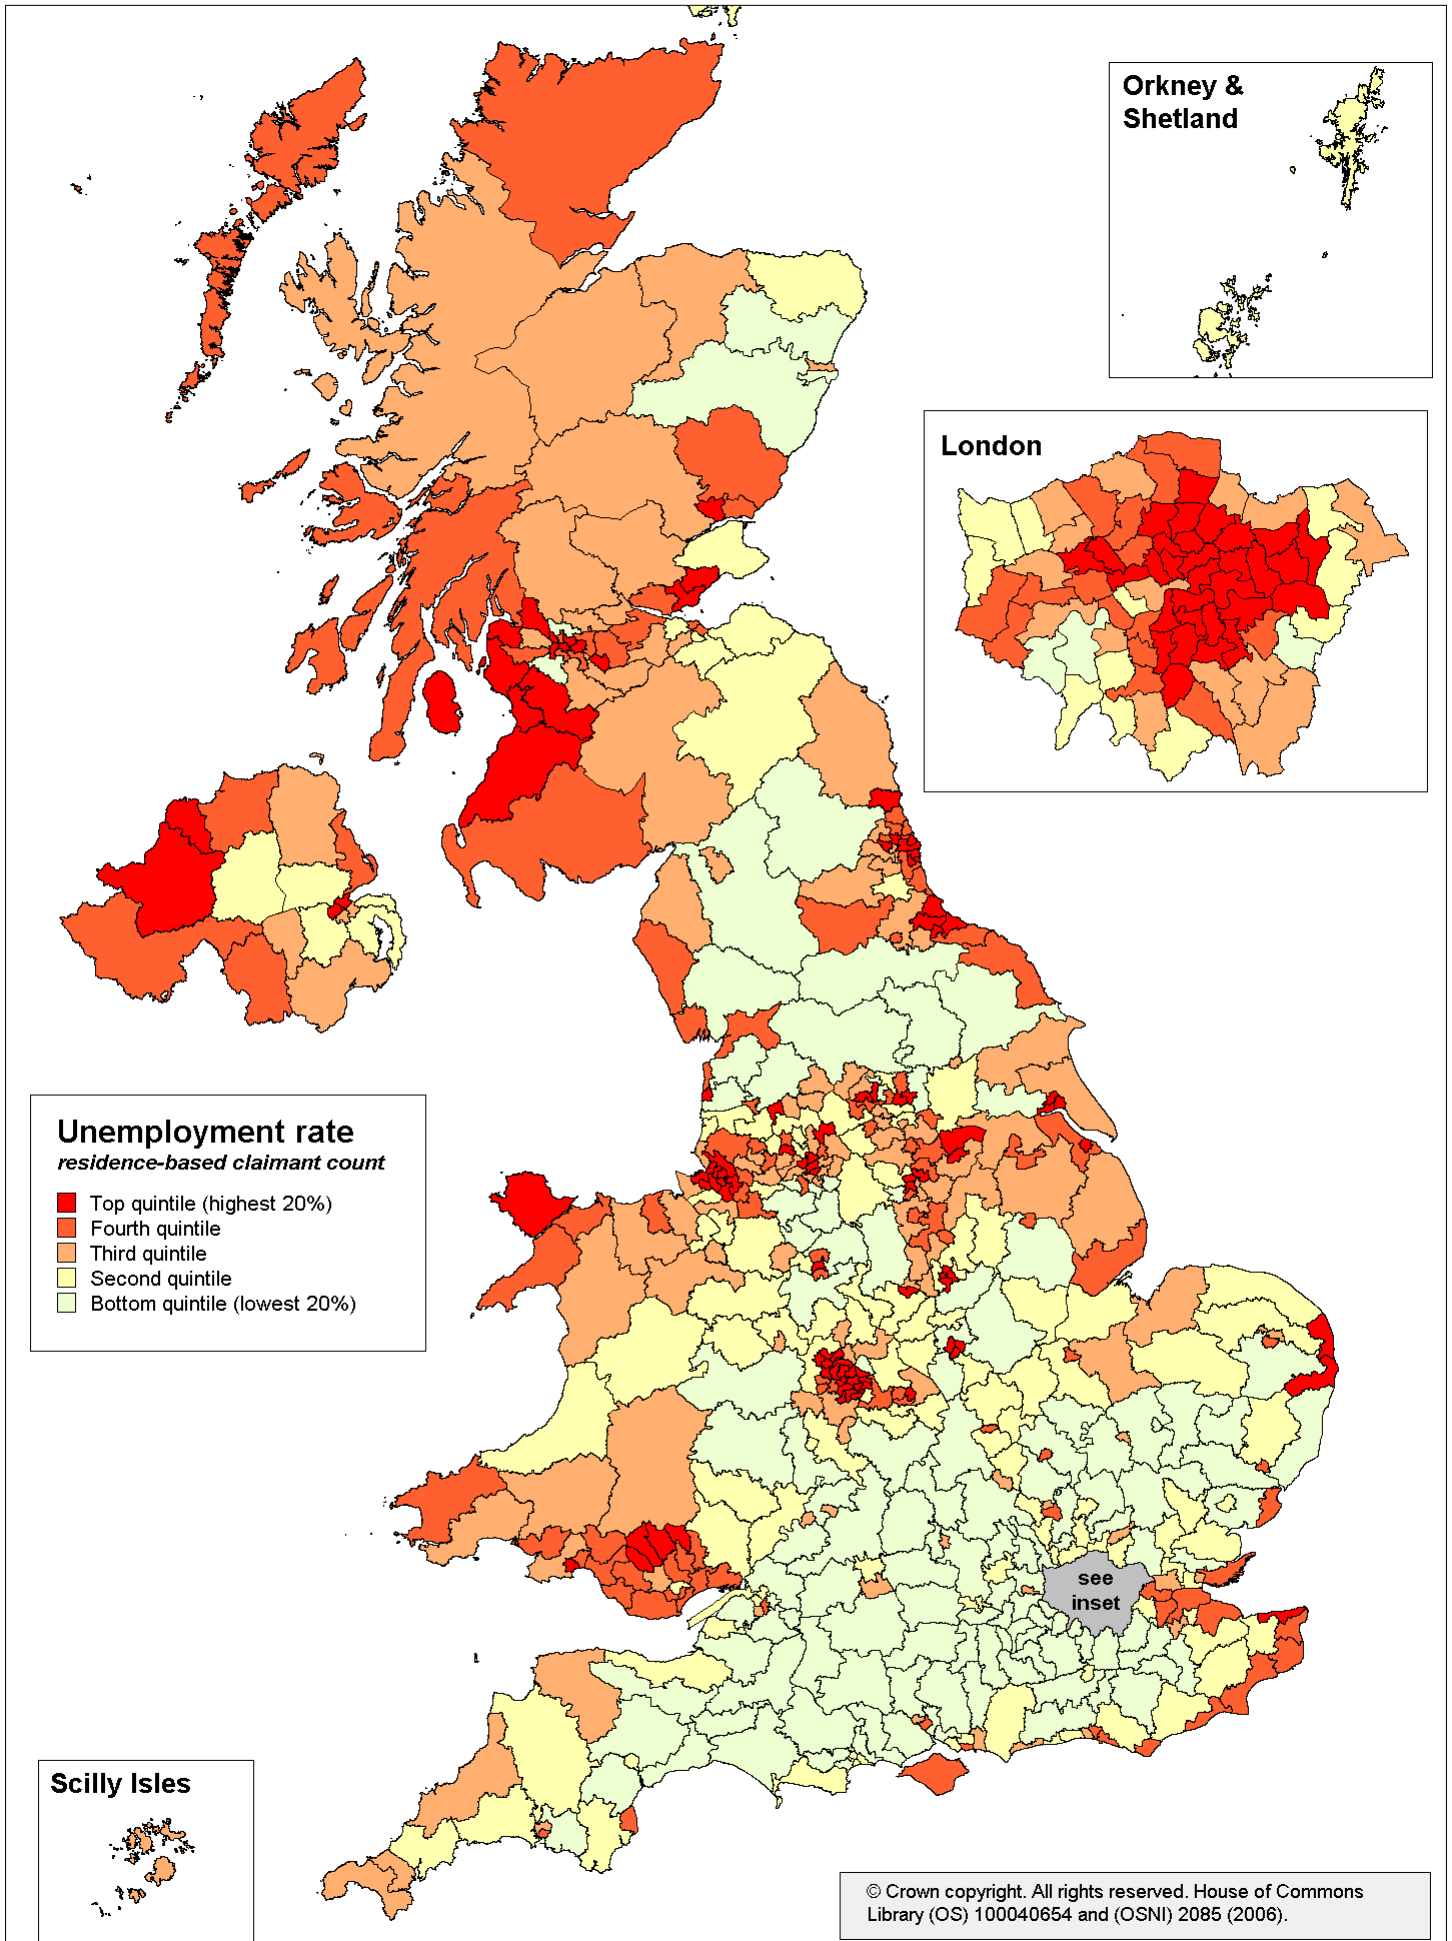 Orkney &
Shetland
London
Unemployment rate
residence-based claimant count
Top quintile (highest 20%)
Fourth quintile
Third quintile
Second quintile
Bottom quintile (lowest 20%)
see
inset
Scilly Isles
© Crown copyright. All rights reserved. House of Commons
Library (OS) 100040654 and (OSNI) 2085 (2006).